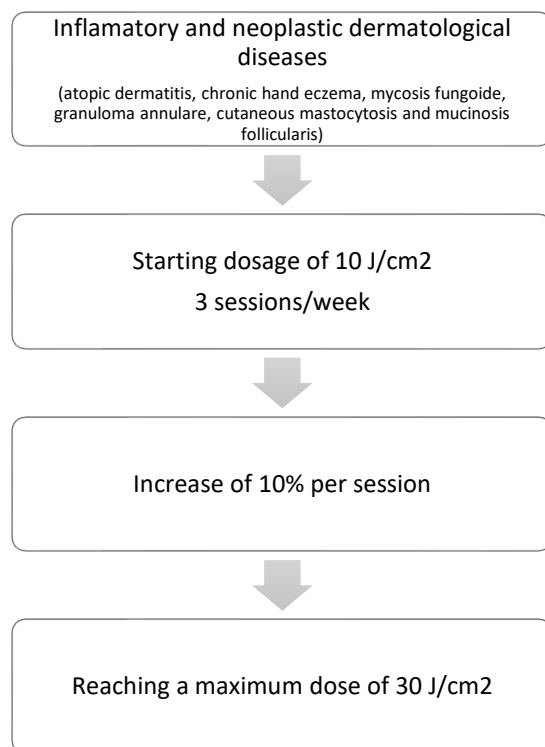 Inflamatory and neoplastic dermatological
diseases
(atopic dermatitis, chronic hand eczema, mycosis fungoide,
granuloma annulare, cutaneous mastocytosis and mucinosis
follicularis)
Starting dosage of 10 J/cm2
3 sessions/week
Increase of 10% per session
Reaching a maximum dose of 30 J/cm2